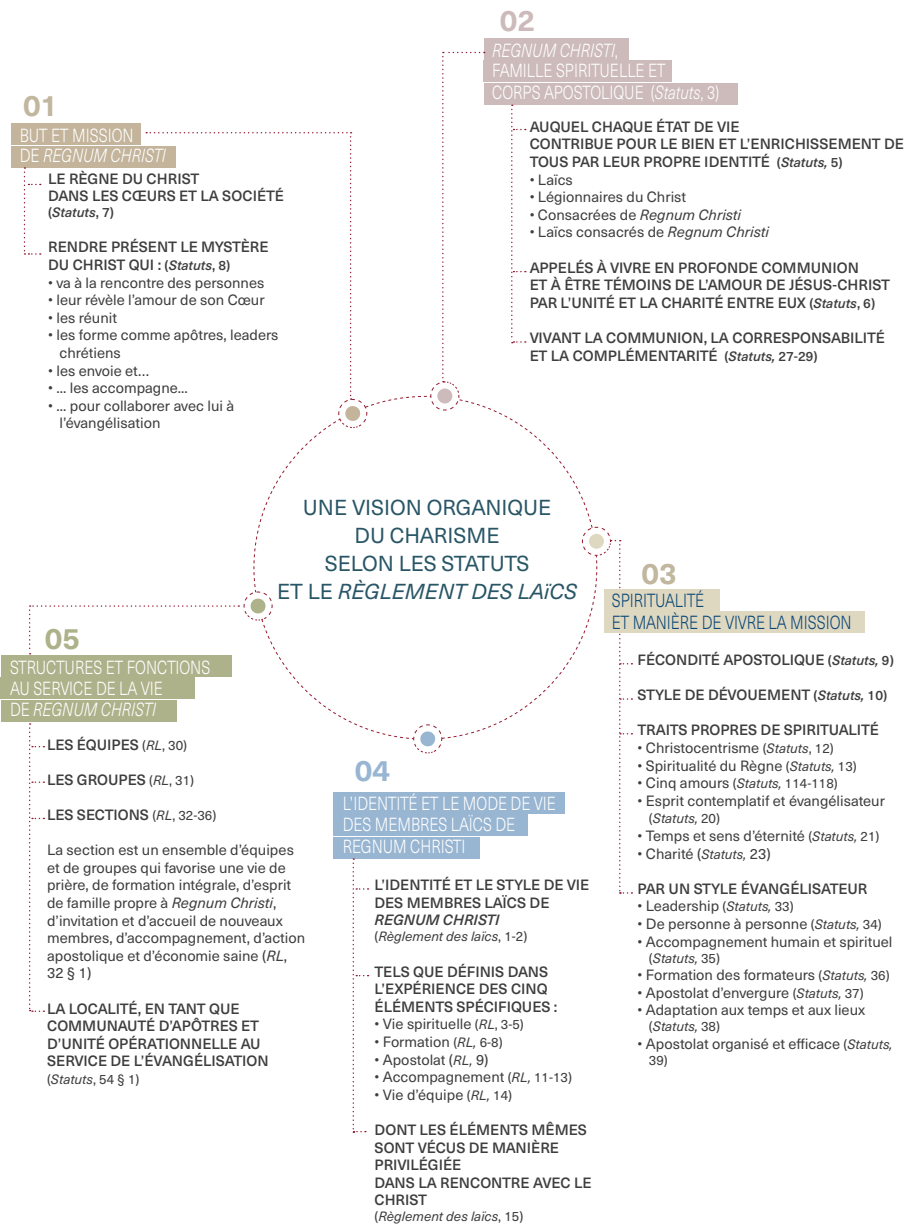 01
BUT ET MISSION
DE REGNUM CHRISTI
LE RÈGNE DU CHRIST
DANS LES CŒURS ET LA SOCIÉTÉ
(Statuts, 7)
RENDRE PRÉSENT LE MYSTÈRE
DU CHRIST QUI : (Statuts, 8)
• va à la rencontre des personnes
• leur révèle l'amour de son Cœur
• les réunit
• les forme comme apôtres, leaders
chrétiens
• les envoie et...
• ... les accompagne...
• ... pour collaborer avec lui à
l'évangélisation
02
REGNUM CHRISTI,
FAMILLE SPIRITUELLE ET
CORPS APOSTOLIQUE (Statuts, 3)
AUQUEL CHAQUE ÉTAT DE VIE
CONTRIBUE POUR LE BIEN ET L'ENRICHISSEMENT DE
TOUS PAR LEUR PROPRE IDENTITÉ (Statuts, 5)
• Laïcs
• Légionnaires du Christ
• Consacrées de Regnum Christi
• Laïcs consacrés de Regnum Christi
APPELÉS À VIVRE EN PROFONDE COMMUNION
ET À ÊTRE TÉMOINS DE L'AMOUR DE JÉSUS-CHRIST
PAR L'UNITÉ ET LA CHARITÉ ENTRE EUX (Statuts, 6)
VIVANT LA COMMUNION, LA CORRESPONSABILITÉ
ET LA COMPLÉMENTARITÉ (Statuts, 27-29)
UNE VISION ORGANIQUE
DU CHARISME
SELON LES STATUTS
ET LE RÈGLEMENT DES LAïCS
03
SPIRITUALITÉ
ET MANIÈRE DE VIVRE LA MISSION
FÉCONDITÉ APOSTOLIQUE (Statuts, 9)
STYLE DE DÉVOUEMENT (Statuts, 10)
TRAITS PROPRES DE SPIRITUALITÉ
• Christocentrisme (Statuts, 12)
• Spiritualité du Règne (Statuts, 13)
• Cinq amours (Statuts, 114-118)
• Esprit contemplatif et évangélisateur
(Statuts, 20)
• Temps et sens d'éternité (Statuts, 21)
• Charité (Statuts, 23)
PAR UN STYLE ÉVANGÉLISATEUR
• Leadership (Statuts, 33)
• De personne à personne (Statuts, 34)
• Accompagnement humain et spirituel
(Statuts, 35)
• Formation des formateurs (Statuts, 36)
• Apostolat d'envergure (Statuts, 37)
• Adaptation aux temps et aux lieux
(Statuts, 38)
• Apostolat organisé et efficace (Statuts,
39)
04
L'IDENTITÉ ET LE MODE DE VIE
DES MEMBRES LAÏCS DE
REGNUM CHRISTI
L'IDENTITÉ ET LE STYLE DE VIE
DES MEMBRES LAÏCS DE
REGNUM CHRISTI
(Règlement des laïcs, 1-2)
TELS QUE DÉFINIS DANS
L'EXPÉRIENCE DES CINQ
ÉLÉMENTS SPÉCIFIQUES :
• Vie spirituelle (RL, 3-5)
• Formation (RL, 6-8)
• Apostolat (RL, 9)
• Accompagnement (RL, 11-13)
• Vie d'équipe (RL, 14)
DONT LES ÉLÉMENTS MÊMES
SONT VÉCUS DE MANIÈRE
PRIVILÉGIÉE
DANS LA RENCONTRE AVEC LE
CHRIST
(Règlement des laïcs, 15)
05
STRUCTURES ET FONCTIONS
AU SERVICE DE LA VIE
DE REGNUM CHRISTI
LES ÉQUIPES (RL, 30)
LES GROUPES (RL, 31)
LES SECTIONS (RL, 32-36)
La section est un ensemble d'équipes
et de groupes qui favorise une vie de
prière, de formation intégrale, d'esprit
de famille propre à Regnum Christi,
d'invitation et d'accueil de nouveaux
membres, d'accompagnement, d'action
apostolique et d'économie saine (RL,
32 § 1)
LA LOCALITÉ, EN TANT QUE
COMMUNAUTÉ D'APÔTRES ET
D'UNITÉ OPÉRATIONNELLE AU
SERVICE DE L'ÉVANGÉLISATION
(Statuts, 54 § 1)